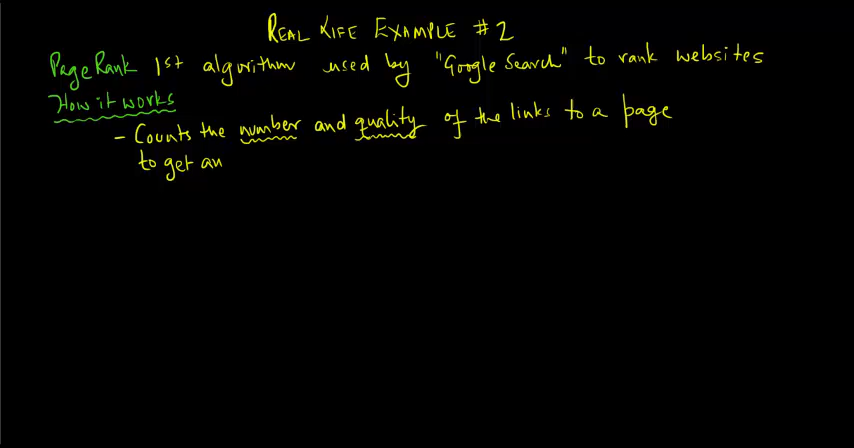 REAL LIFE EXAMPLE # 2
PageRank 1st algorithm used by "Google Search" to rank websites
How it works
- Counts the number and quality of the links to a page
to get an